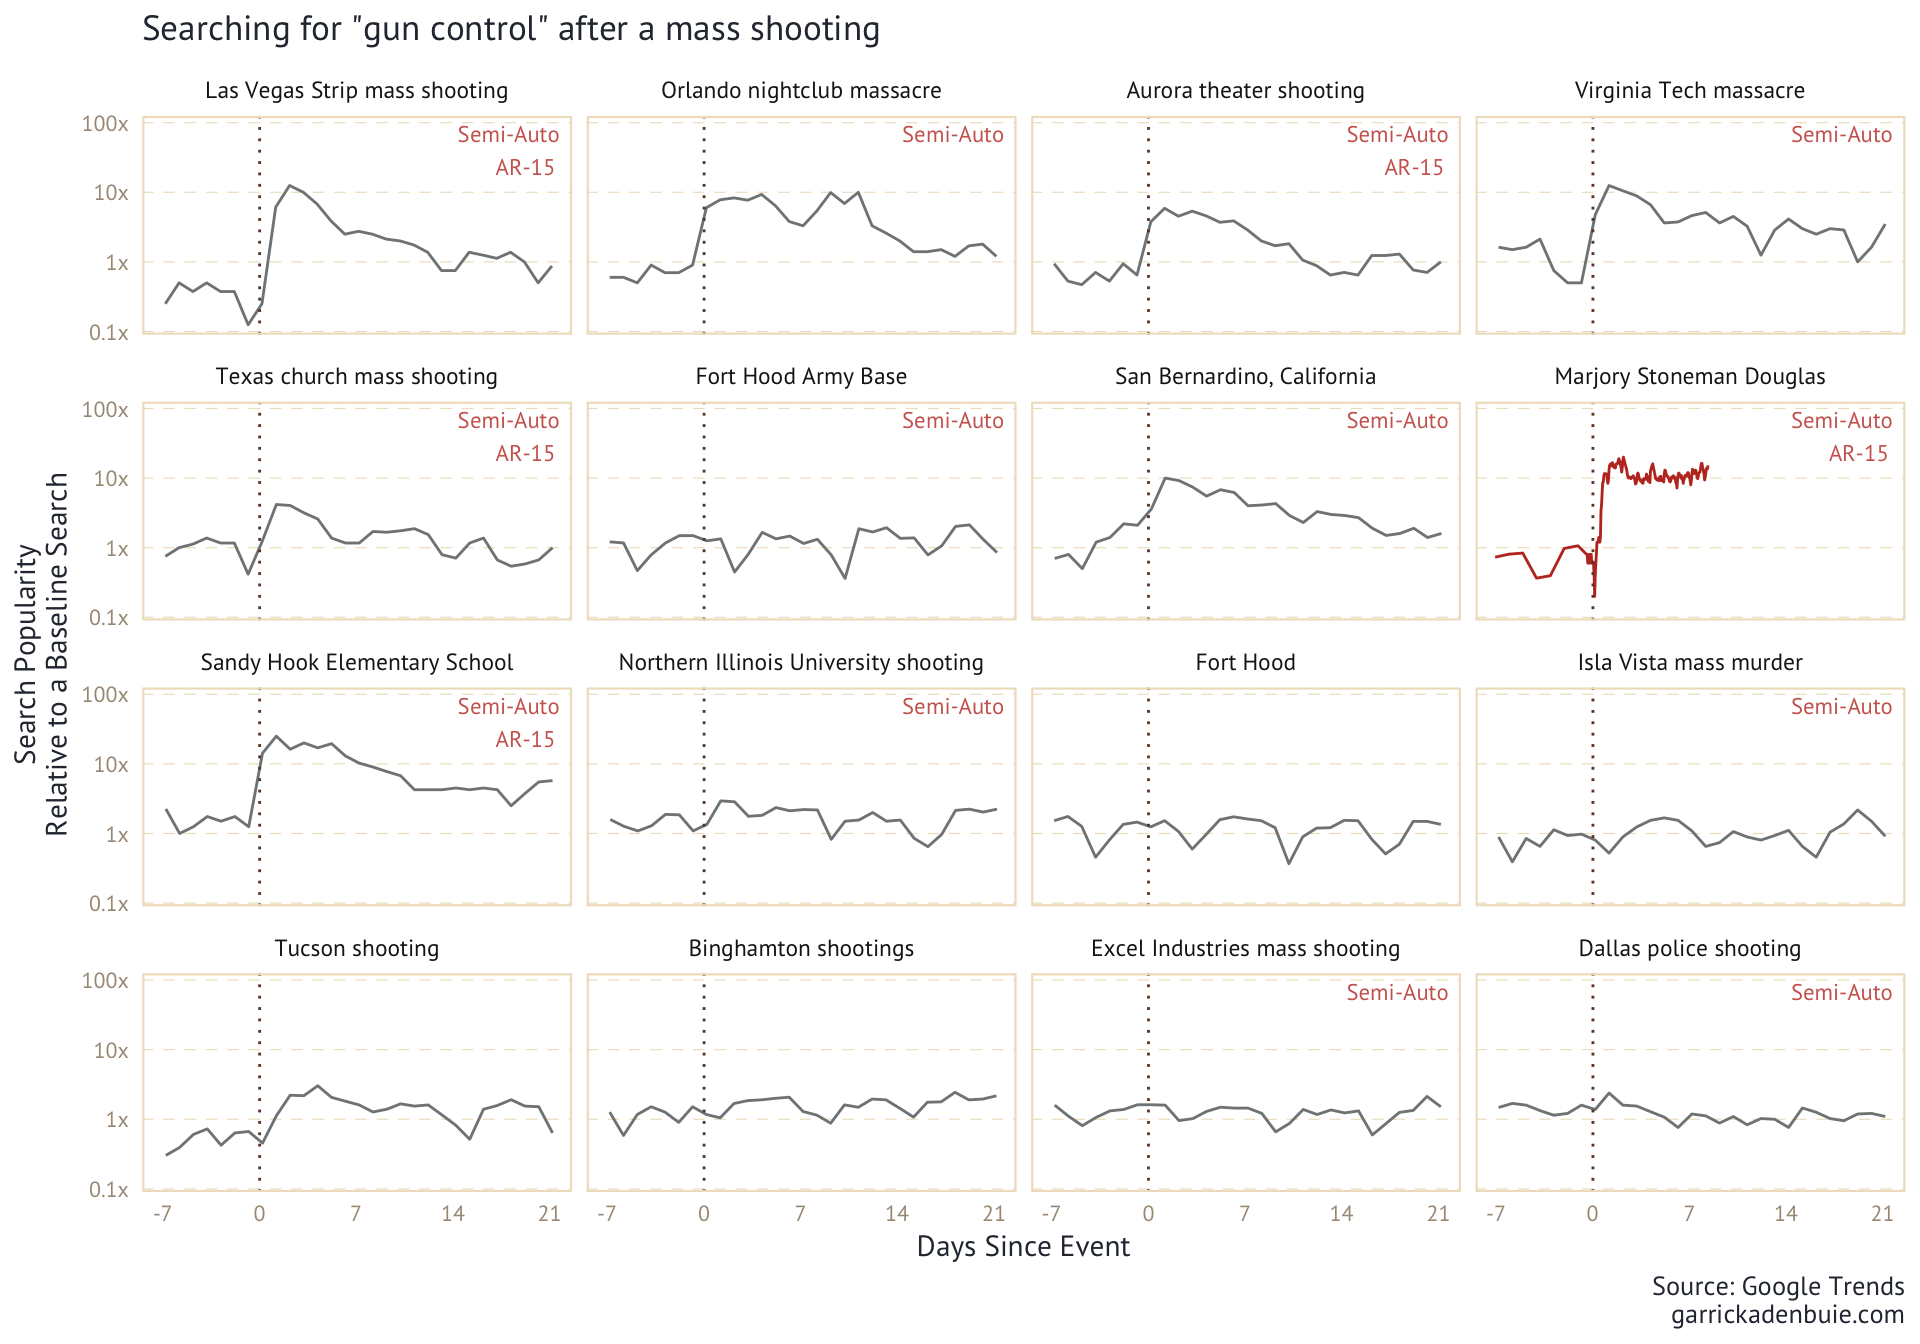 Searching for "gun control" after a mass shooting
Las Vegas Strip mass shooting
Orlando nightclub massacre
Aurora theater shooting
Virginia Tech massacre
100x
10x
1x
0.1x
Semi-Auto
AR-15
Semi-Auto
Semi-Auto
AR-15
Semi-Auto
Texas church mass shooting
Fort Hood Army Base
San Bernardino, California
Marjory Stoneman Douglas
100x
10x
1x
0.1x
Semi-Auto
AR-15
Semi-Auto
Semi-Auto
Semi-Auto
AR-15
Search Popularity
Relative to a Baseline Search
Sandy Hook Elementary School
Northern Illinois University shooting
Fort Hood
Isla Vista mass murder
100x
10x
1x
0.1x
Semi-Auto
AR-15
Semi-Auto
Semi-Auto
Tucson shooting
Binghamton shootings
Excel Industries mass shooting
Dallas police shooting
100x
10x
1x
0.1x
Semi-Auto
Semi-Auto
-7 0 7 14 21
-7 0 7 14 21
-7 0 7 14 21
-7 0 7 14 21
Days Since Event
Source: Google Trends
garrickadenbuie.com